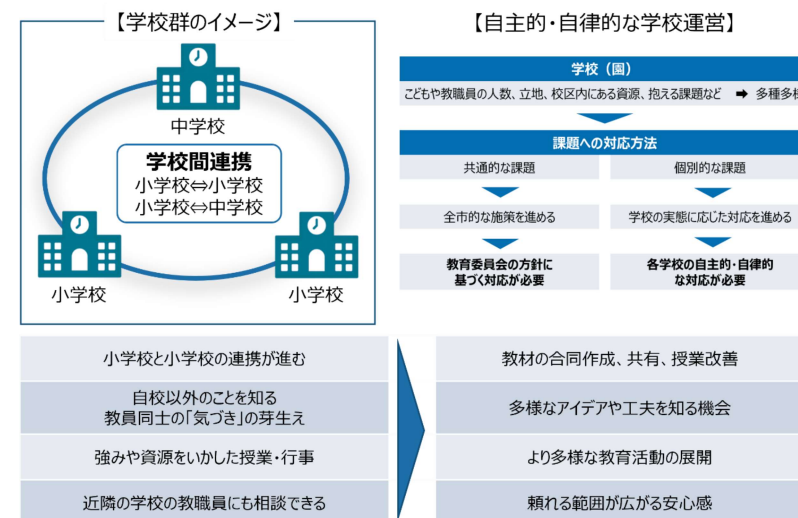 【学校群のイメージ】
中学校
学校間連携
小学校⇔小学校
小学校⇔中学校
小学校
小学校
【自主的・自律的な学校運営】
学校（園）
こどもや教職員の人数、立地、校区内にある資源、抱える課題など ➡ 多種多
課題への対応方法
共通的な課題
個別的な課題
全市的な施策を進める
学校の実態に応じた対応を進める
教育委員会の方針に
基づく対応が必要
各学校の自主的・自律的
な対応が必要
小学校と小学校の連携が進む
教材の合同作成、共有、授業改善
自校以外のことを知る
教員同士の「気づき」の芽生え
多様なアイデアや工夫を知る機会
強みや資源をいかした授業・行事
より多様な教育活動の展開
近隣の学校の教職員にも相談できる
頼れる範囲が広がる安心感